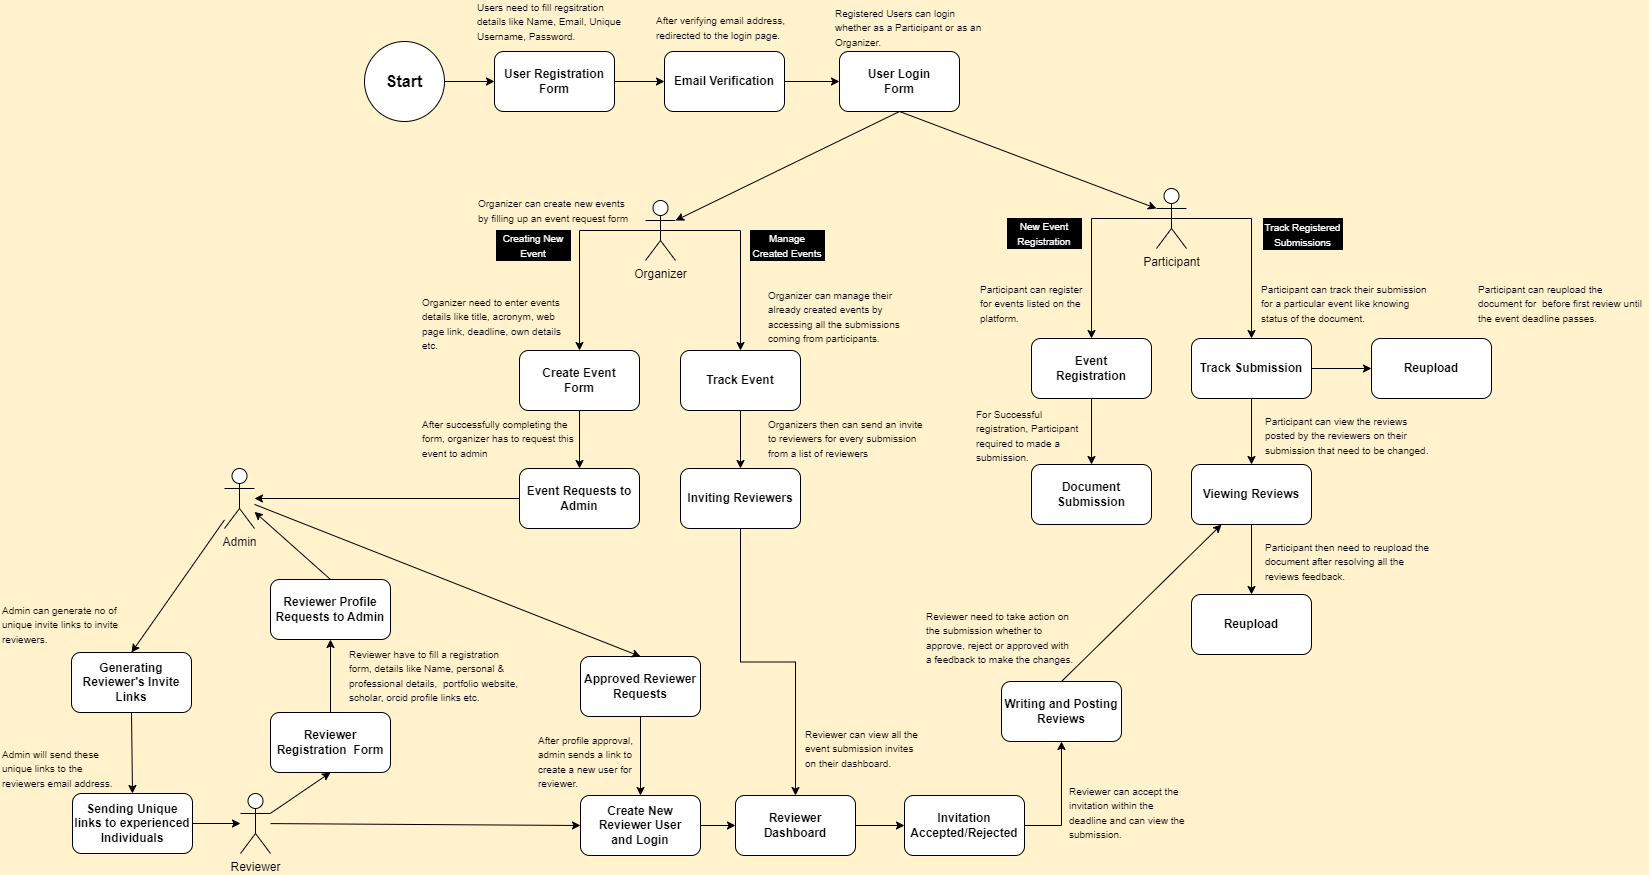 Users need to fill regsitration
details like Name, Email, Unique
Username, Password.
After verifying email address,
redirected to the login page.
Registered Users can login
whether as a Participant or as an
Organizer.
Start
User Registration
Form
Email Verification
User Login
Form
Organizer can create new events
by filling up an event request form
Creating New
Event
Manage
Created Events
Organizer
New Event
Registration
Track Registered
Submissions
Participant
Organizer need to enter events
details like title, acronym, web
page link, deadline, own details
etc.
Organizer can manage their
already created events by
accessing all the submissions
coming from participants.
Participant can register
for events listed on the
platform.
Participant can track their submission
for a particular event like knowing
status of the document.
Participant can reupload the
document for  before first review until
the event deadline passes.
Create Event
Form
Track Event
Event
Registration
Track Submission
Reupload
After successfully completing the
form, organizer has to request this
event to admin
Organizers then can send an invite
to reviewers for every submission
from a list of reviewers
For Successful
registration, Participant
required to made a
submission.
Participant can view the reviews
posted by the reviewers on their
submission that need to be changed.
Event Requests to
Admin
Inviting Reviewers
Document
Submission
Viewing Reviews
Admin
Participant then need to reupload the
document after resolving all the
reviews feedback.
Reviewer Profile
Requests to Admin
Admin can generate no of
unique invite links to invite
reviewers.
Reviewer need to take action on
the submission whether to
approve, reject or approved with
a feedback to make the changes.
Reupload
Generating
Reviewer's Invite
Links
Reviewer have to fill a registration
form, details like Name, personal &
professional details,  portfolio website,
scholar, orcid profile links etc.
Approved Reviewer
Requests
Writing and Posting
Reviews
Reviewer
Registration  Form
Admin will send these
unique links to the
reviewers email address.
After profile approval,
admin sends a link to
create a new user for
reviewer.
Reviewer can view all the
event submission invites
on their dashboard.
Reviewer can accept the
invitation within the
deadline and can view the
submission.
Sending Unique
links to experienced
Individuals
Reviewer
Create New
Reviewer User
and Login
Reviewer
Dashboard
Invitation
Accepted/Rejected